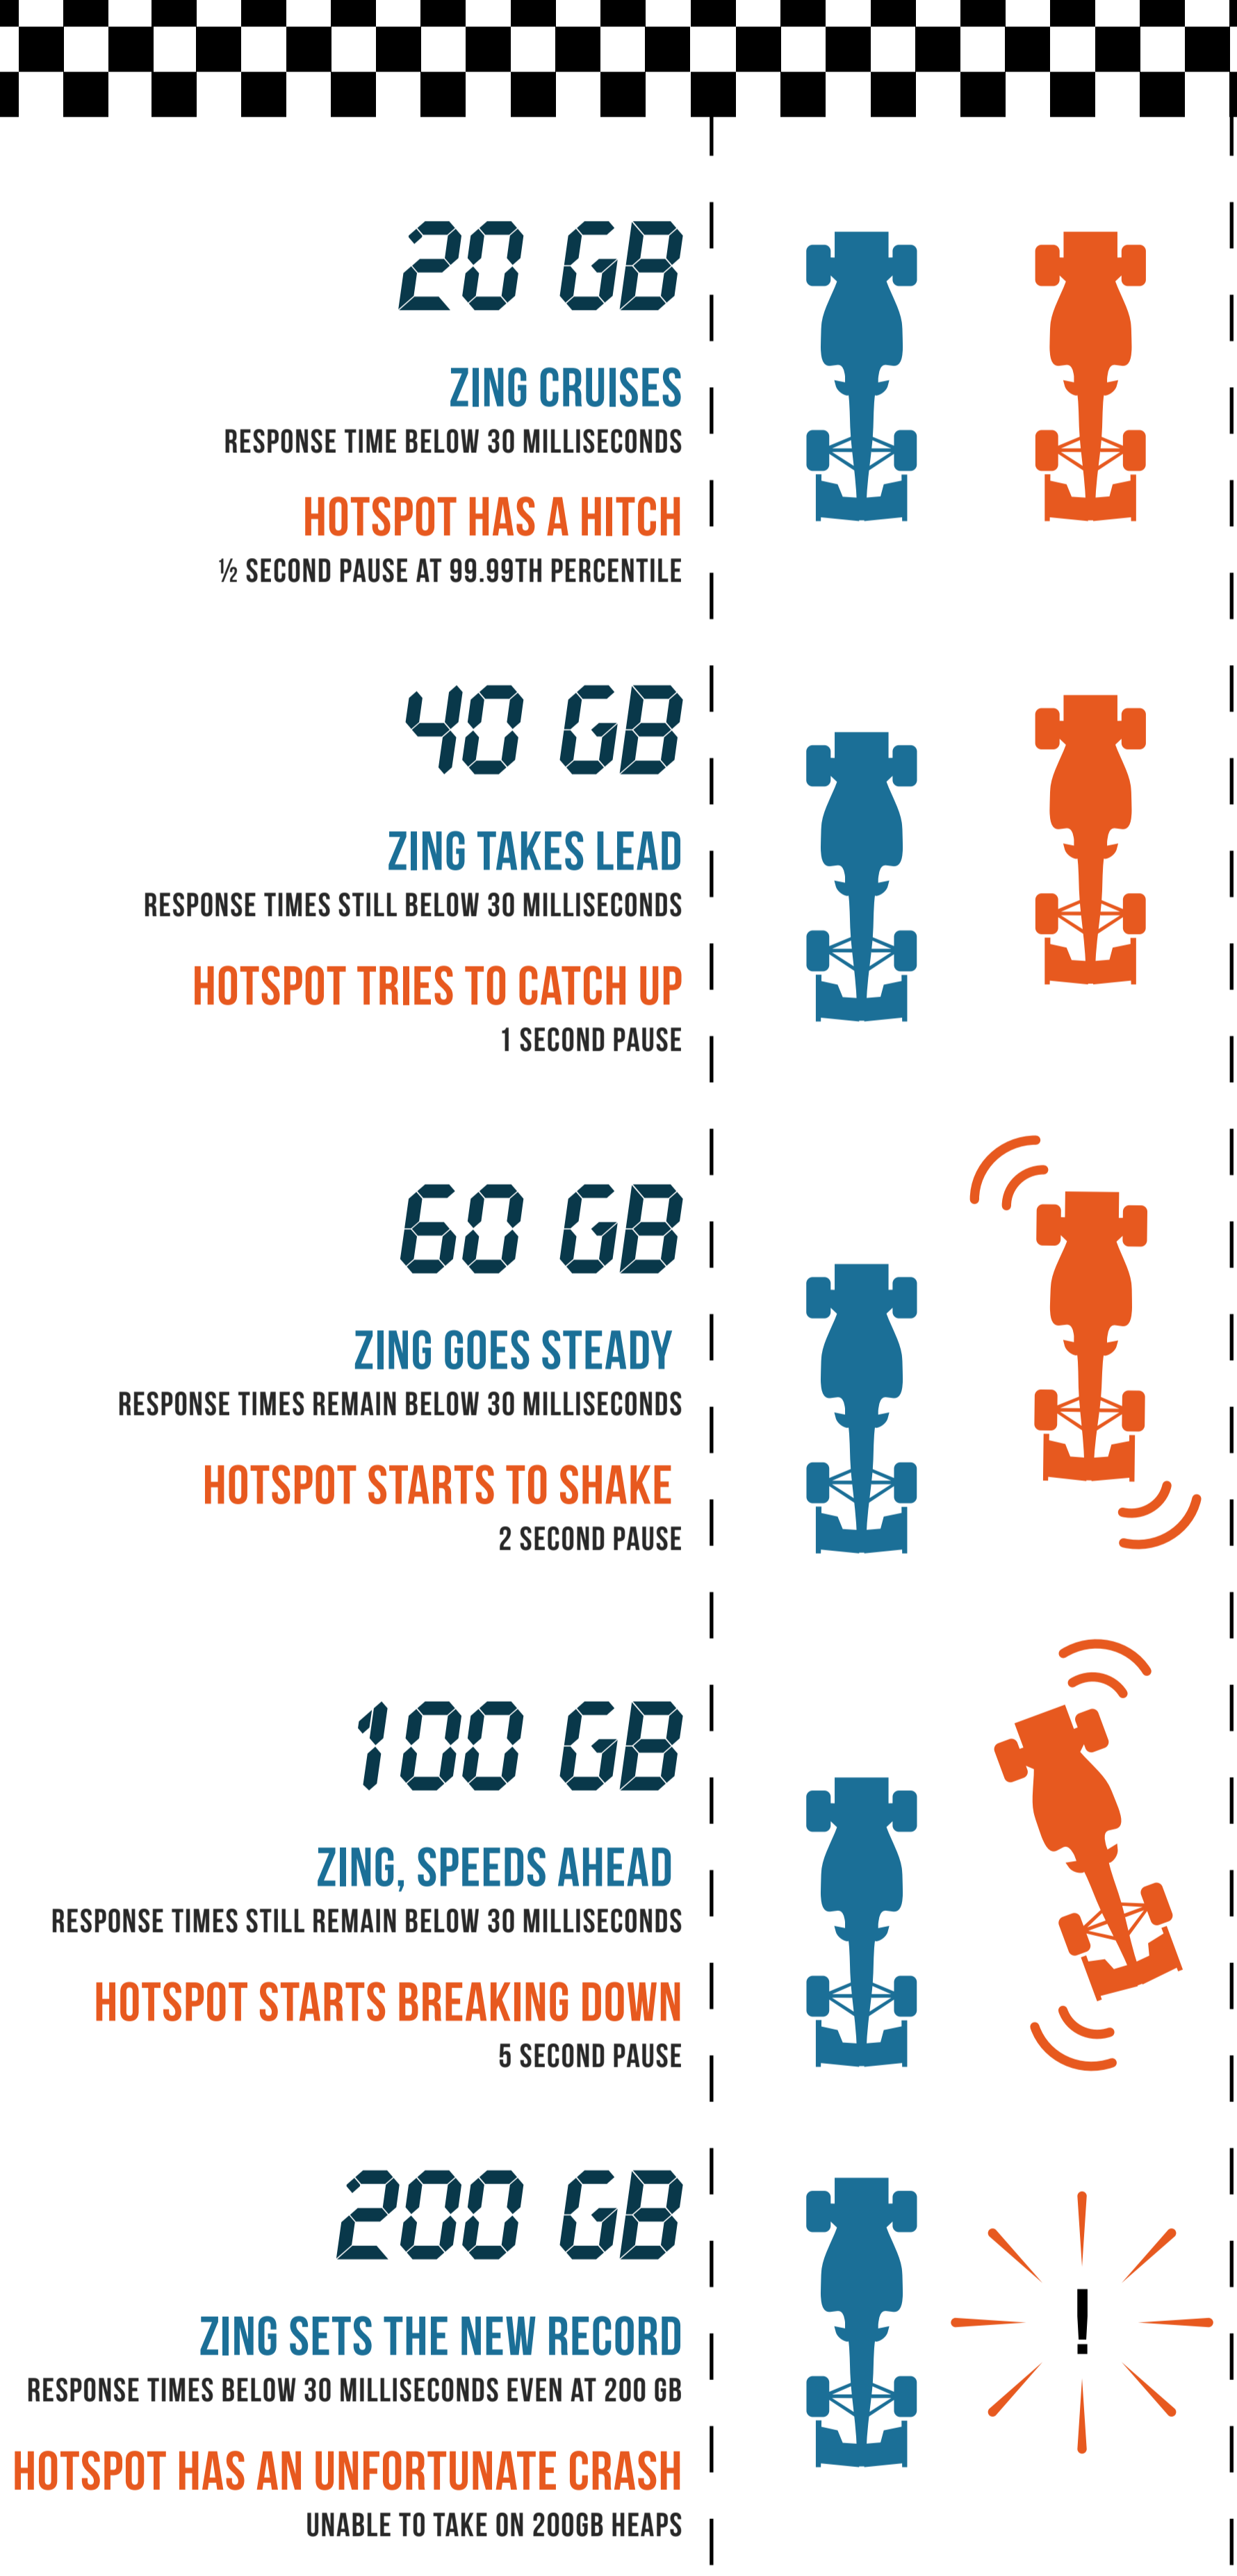 20 GB
ZING CRUISES
RESPONSE TIME BELOW 30 MILLISECONDS
HOTSPOT HAS A HITCH
½ SECOND PAUSE AT 99.99TH PERCENTILE
40 GB
ZING TAKES LEAD
RESPONSE TIMES STILL BELOW 30 MILLISECONDS
HOTSPOT TRIES TO CATCH UP
1 SECOND PAUSE
60 GB
ZING GOES STEADY
RESPONSE TIMES REMAIN BELOW 30 MILLISECONDS
HOTSPOT STARTS TO SHAKE
2 SECOND PAUSE
100 GB
ZING, SPEEDS AHEAD
RESPONSE TIMES STILL REMAIN BELOW 30 MILLISECONDS
HOTSPOT STARTS BREAKING DOWN
5 SECOND PAUSE
200 GB
ZING SETS THE NEW RECORD
RESPONSE TIMES BELOW 30 MILLISECONDS EVEN AT 200 GB
!
HOTSPOT HAS AN UNFORTUNATE CRASH
UNABLE TO TAKE ON 200GB HEAPS